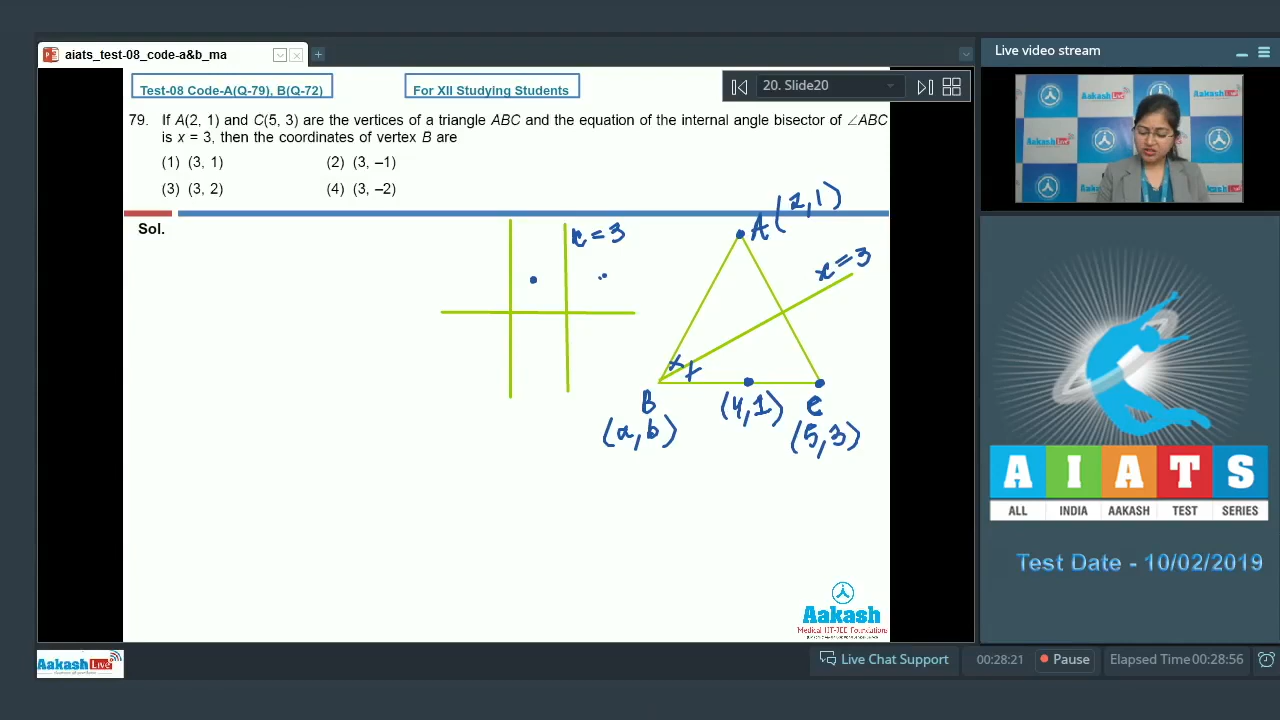 aiats_test-08_code-a&b_ma
Live video stream
Test-08 Code-A(Q-79), B(Q-72)
For XII Studying Students
20. Slide20
79. If A(2, 1) and C(5, 3) are the vertices of a triangle ABC and the equation of the internal angle bisector of ∠ABC
is x = 3, then the coordinates of vertex B are
(1) (3, 1) (2) (3, –1)
(3) (3, 2) (4) (3, –2)
Sol.
x = 3
A(2,1)
x = 3
B
(a, b)
(4,1)
C
(5,3)
A I A T S
ALL INDIA AAKASH TEST SERIES
Test Date - 10/02/2019
Aakash
Medical|IIT-JEE|Foundations
Aakash Live
Live Chat Support
00:28:21
Pause
Elapsed Time 00:28:56